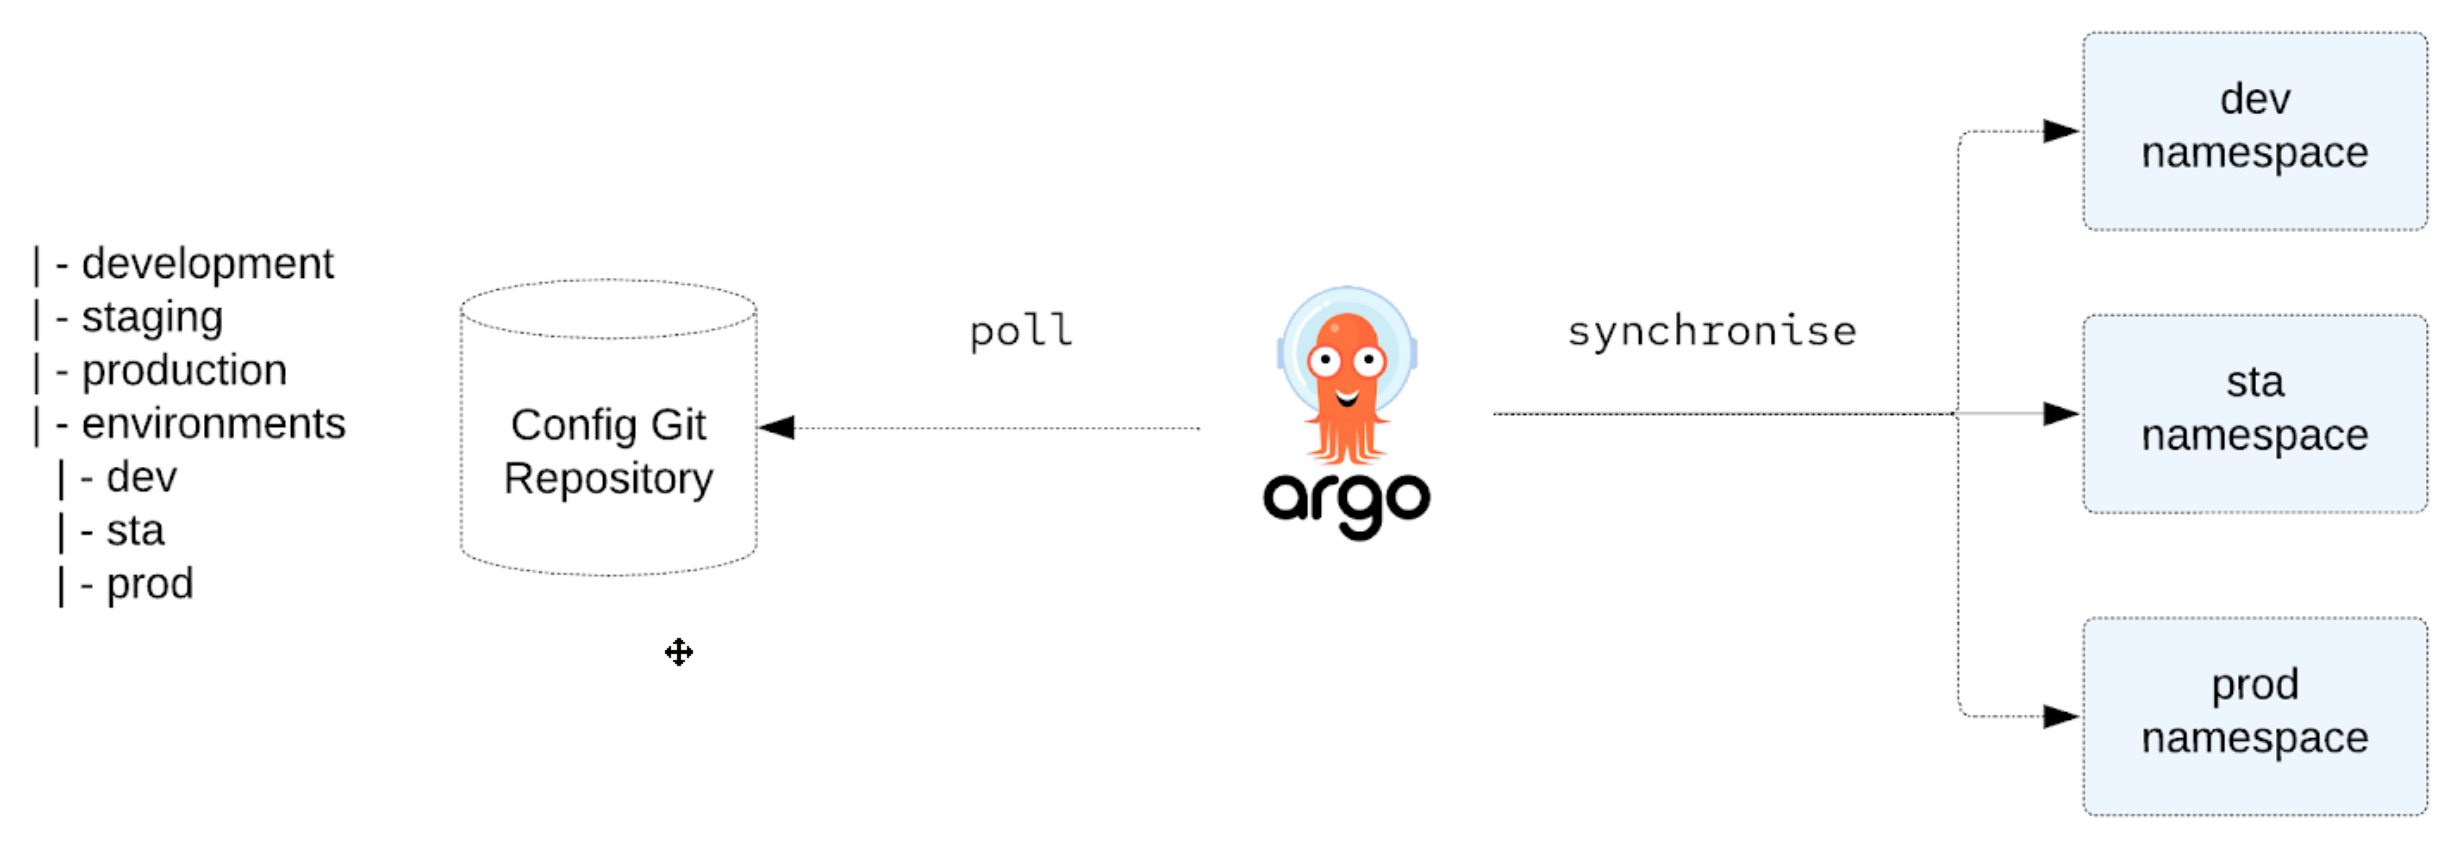 | - development
| - staging
| - production
| - environments
| - dev
| - sta
| - prod
Config Git
Repository
poll
argo
synchronise
dev
namespace
sta
namespace
prod
namespace